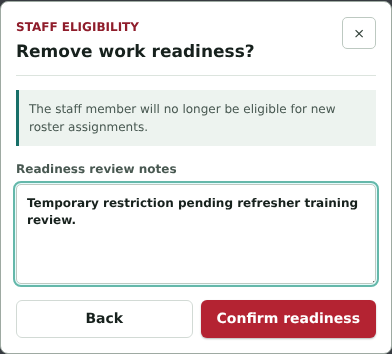 STAFF ELIGIBILITY
Remove work readiness?
×
The staff member will no longer be eligible for new
roster assignments.
Readiness review notes
Temporary restriction pending refresher training
review.
Back
Confirm readiness